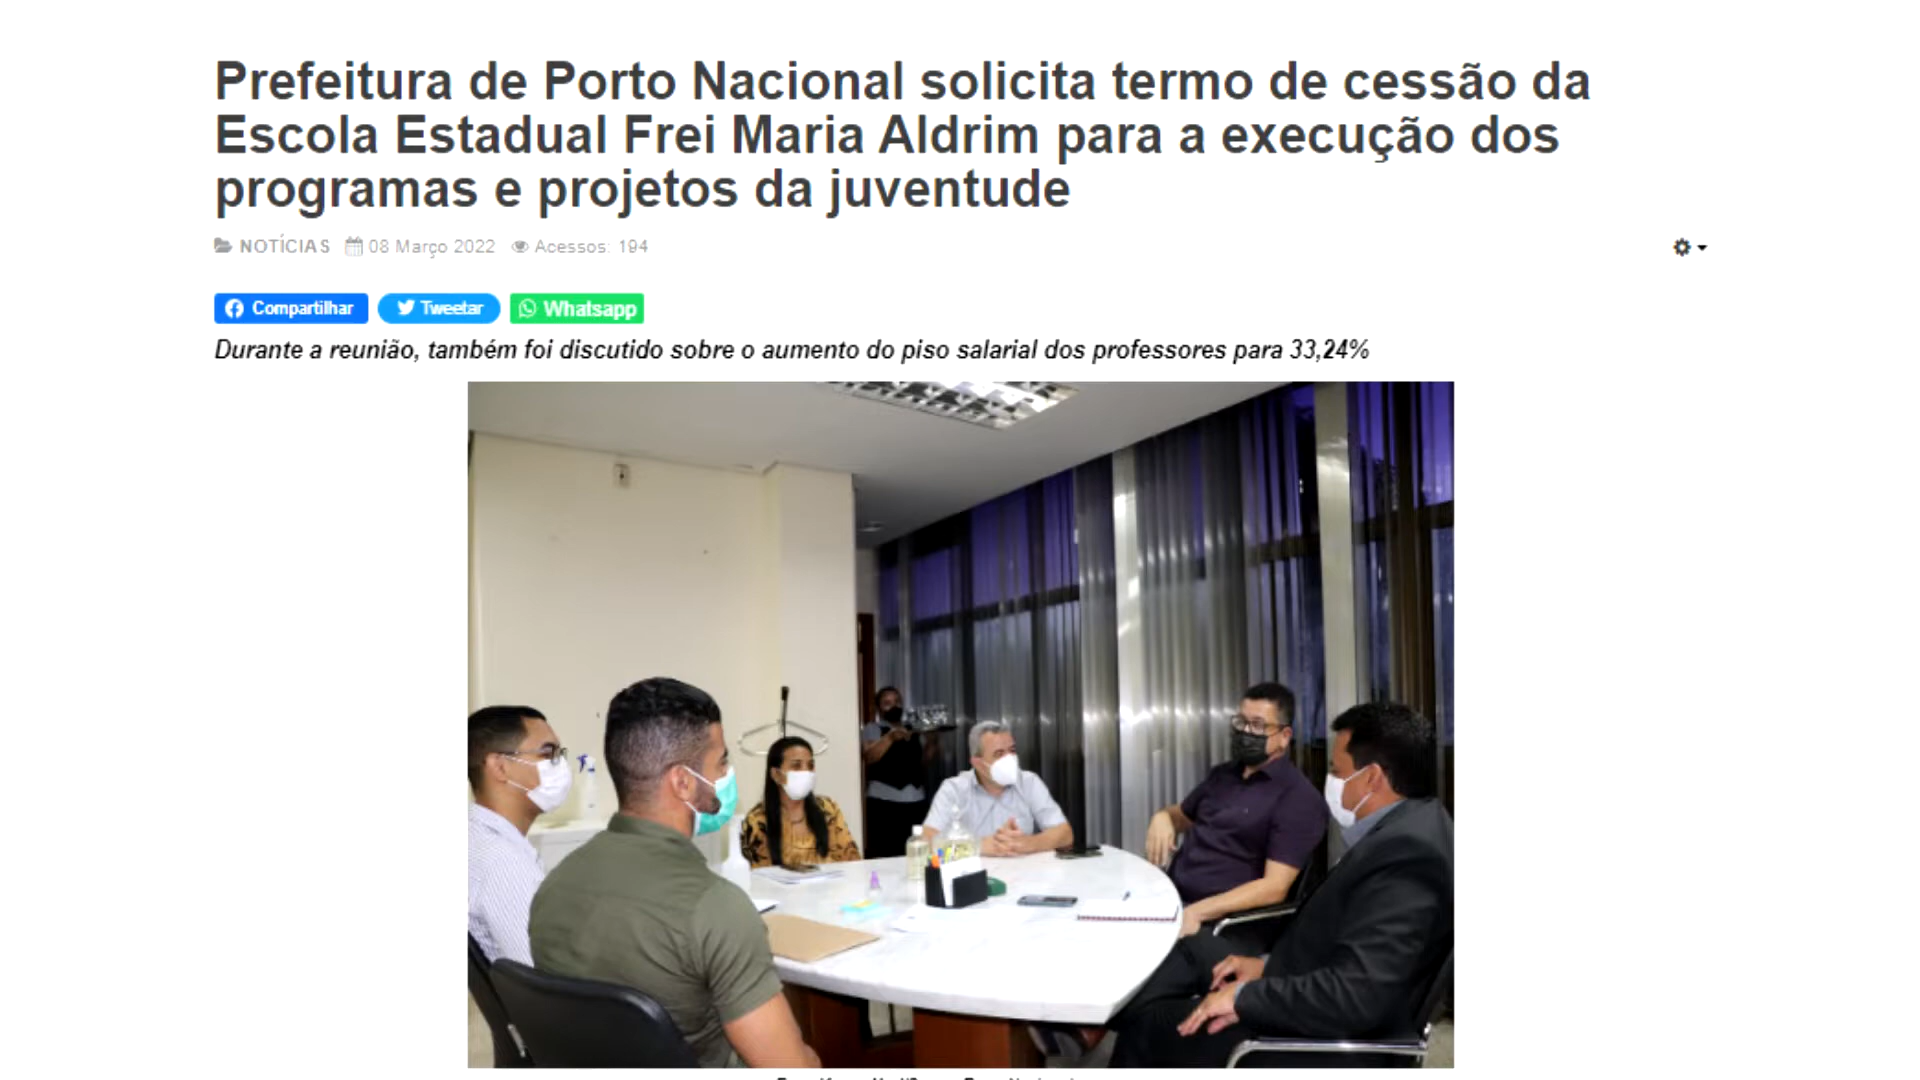 Prefeitura de Porto Nacional solicita termo de cessão da
Escola Estadual Frei Maria Aldrim para a execução dos
programas e projetos da juventude
NOTÍCIAS 08 Março 2022 Acessos: 194
Compartilhar Tweetar Whatsapp
Durante a reunião, também foi discutido sobre o aumento do piso salarial dos professores para 33,24%